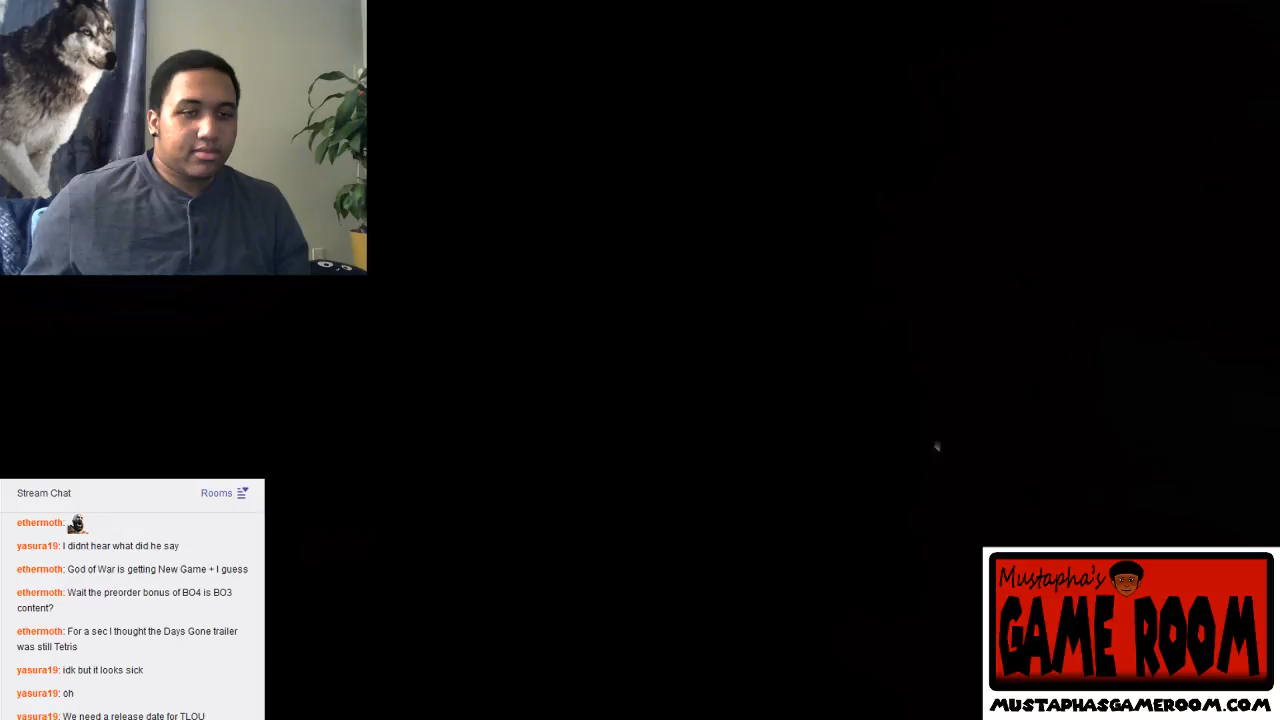 Stream Chat Rooms
ethermoth:
yasura19: I didnt hear what did he say
ethermoth: God of War is getting New Game + I guess
ethermoth: Wait the preorder bonus of BO4 is BO3
content?
ethermoth: For a sec I thought the Days Gone trailer
was still Tetris
yasura19: idk but it looks sick
yasura19: oh
yasura19: We need a release date for TLOU
Mustapha's
GAME ROOM
MUSTAPHASGAMEROOM.COM